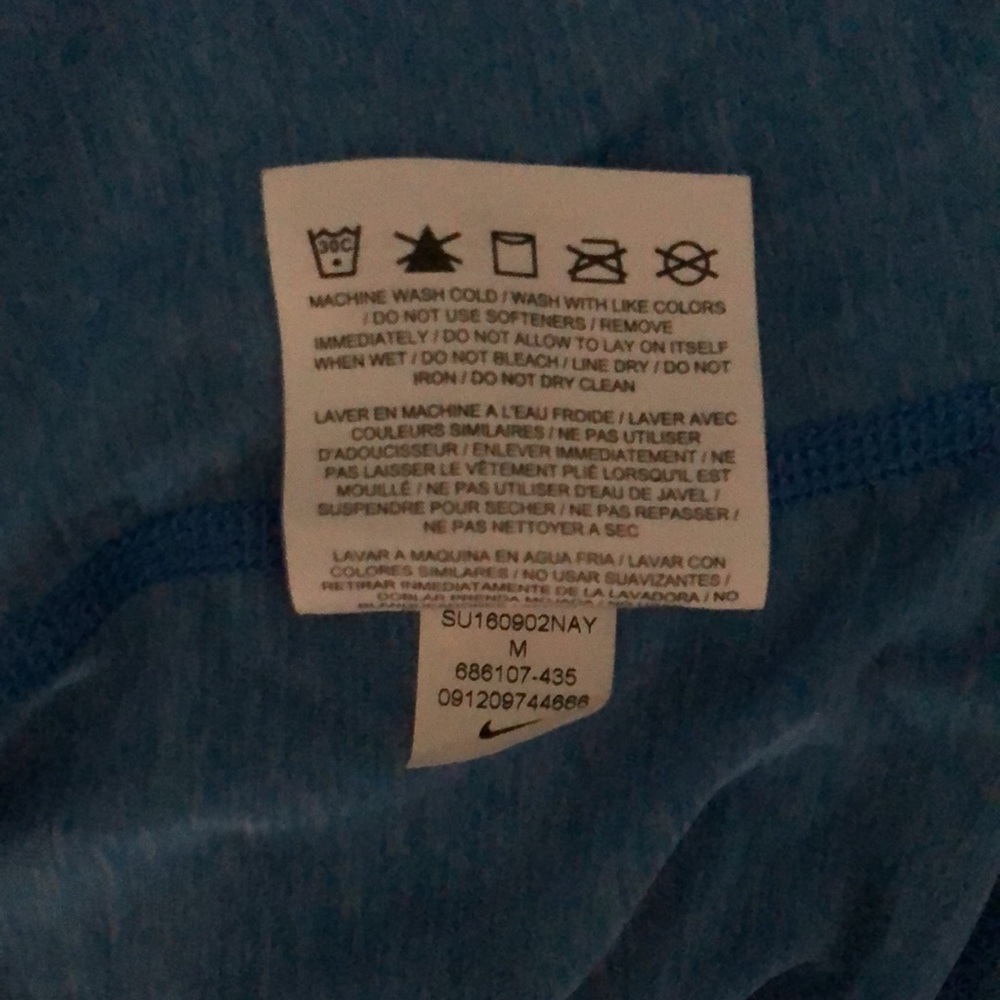 30C
MACHINE WASH COLD / WASH WITH LIKE COLORS
/ DO NOT USE SOFTENERS / REMOVE
IMMEDIATELY / DO NOT ALLOW TO LAY ON ITSELF
WHEN WET / DO NOT BLEACH / LINE DRY / DO NOT
IRON / DO NOT DRY CLEAN
LAVER EN MACHINE A L'EAU FROIDE / LAVER AVEC
COULEURS SIMILAIRES / NE PAS UTILISER
D'ADOUCISSEUR / ENLEVER IMMEDIATEMENT / NE
PAS LAISSER LE VÊTEMENT PLIÉ LORSQU'IL EST
MOUILLÉ / NE PAS UTILISER D'EAU DE JAVEL /
SUSPENDRE POUR SECHER / NE PAS REPASSER /
NE PAS NETTOYER A SEC
LAVAR A MAQUINA EN AGUA FRIA / LAVAR CON
COLORES SIMILARES / NO USAR SUAVIZANTES /
RETIRAR INMEDIATAMENTE DE LA LAVADORA / NO
DOBLAR PRENDA MOJADA /
SU160902NAY
M
686107-435
091209744666